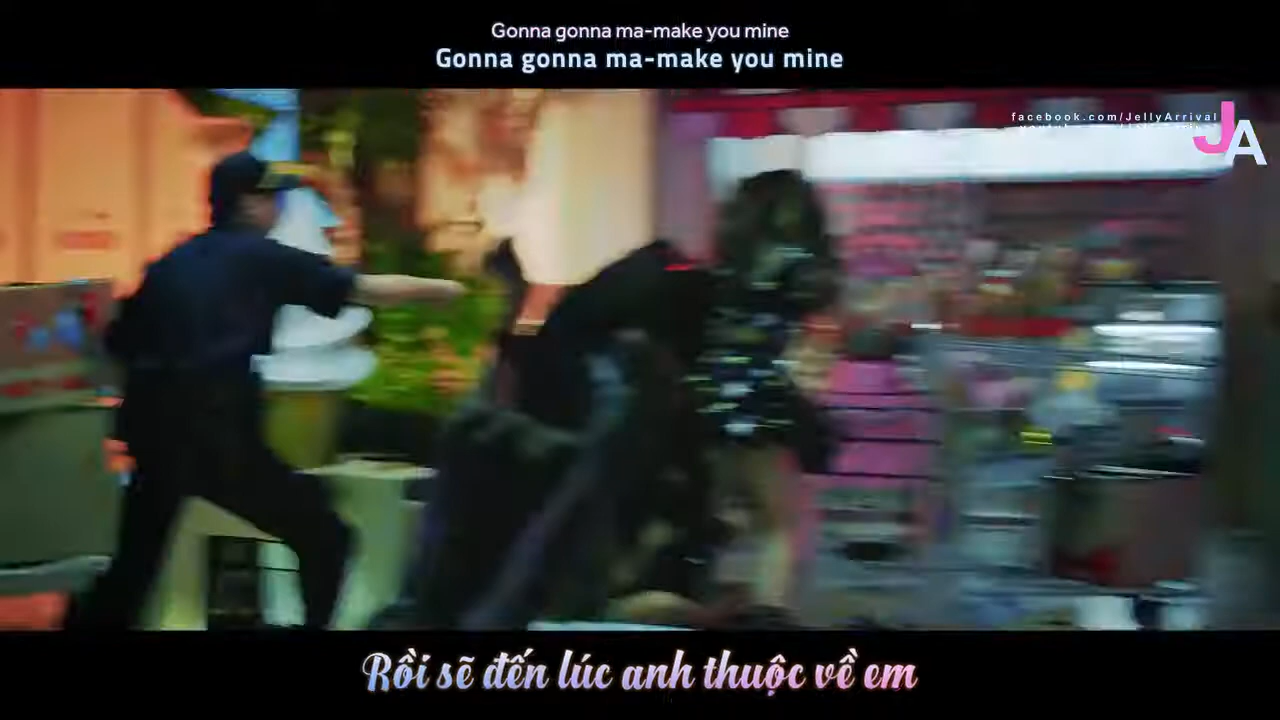 Gonna gonna ma-make you mine
Gonna gonna ma-make you mine
facebook.com/JellyArrival
JA
Rồi sẽ đến lúc anh thuộc về em